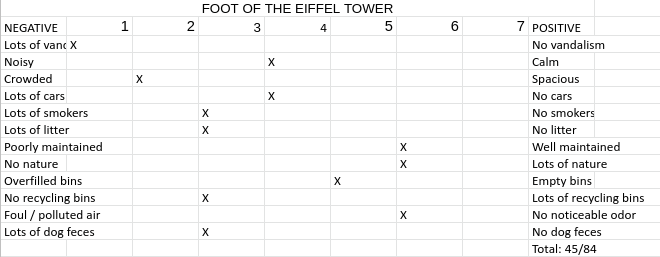 FOOT OF THE EIFFEL TOWER
NEGATIVE 1 2 3 4 5 6 7 POSITIVE
Lots of vand X No vandalism
Noisy X Calm
Crowded X Spacious
Lots of cars X No cars
Lots of smokers X No smokers
Lots of litter X No litter
Poorly maintained X Well maintained
No nature X Lots of nature
Overfilled bins X Empty bins
No recycling bins X Lots of recycling bins
Foul / polluted air X No noticeable odor
Lots of dog feces X No dog feces
Total: 45/84